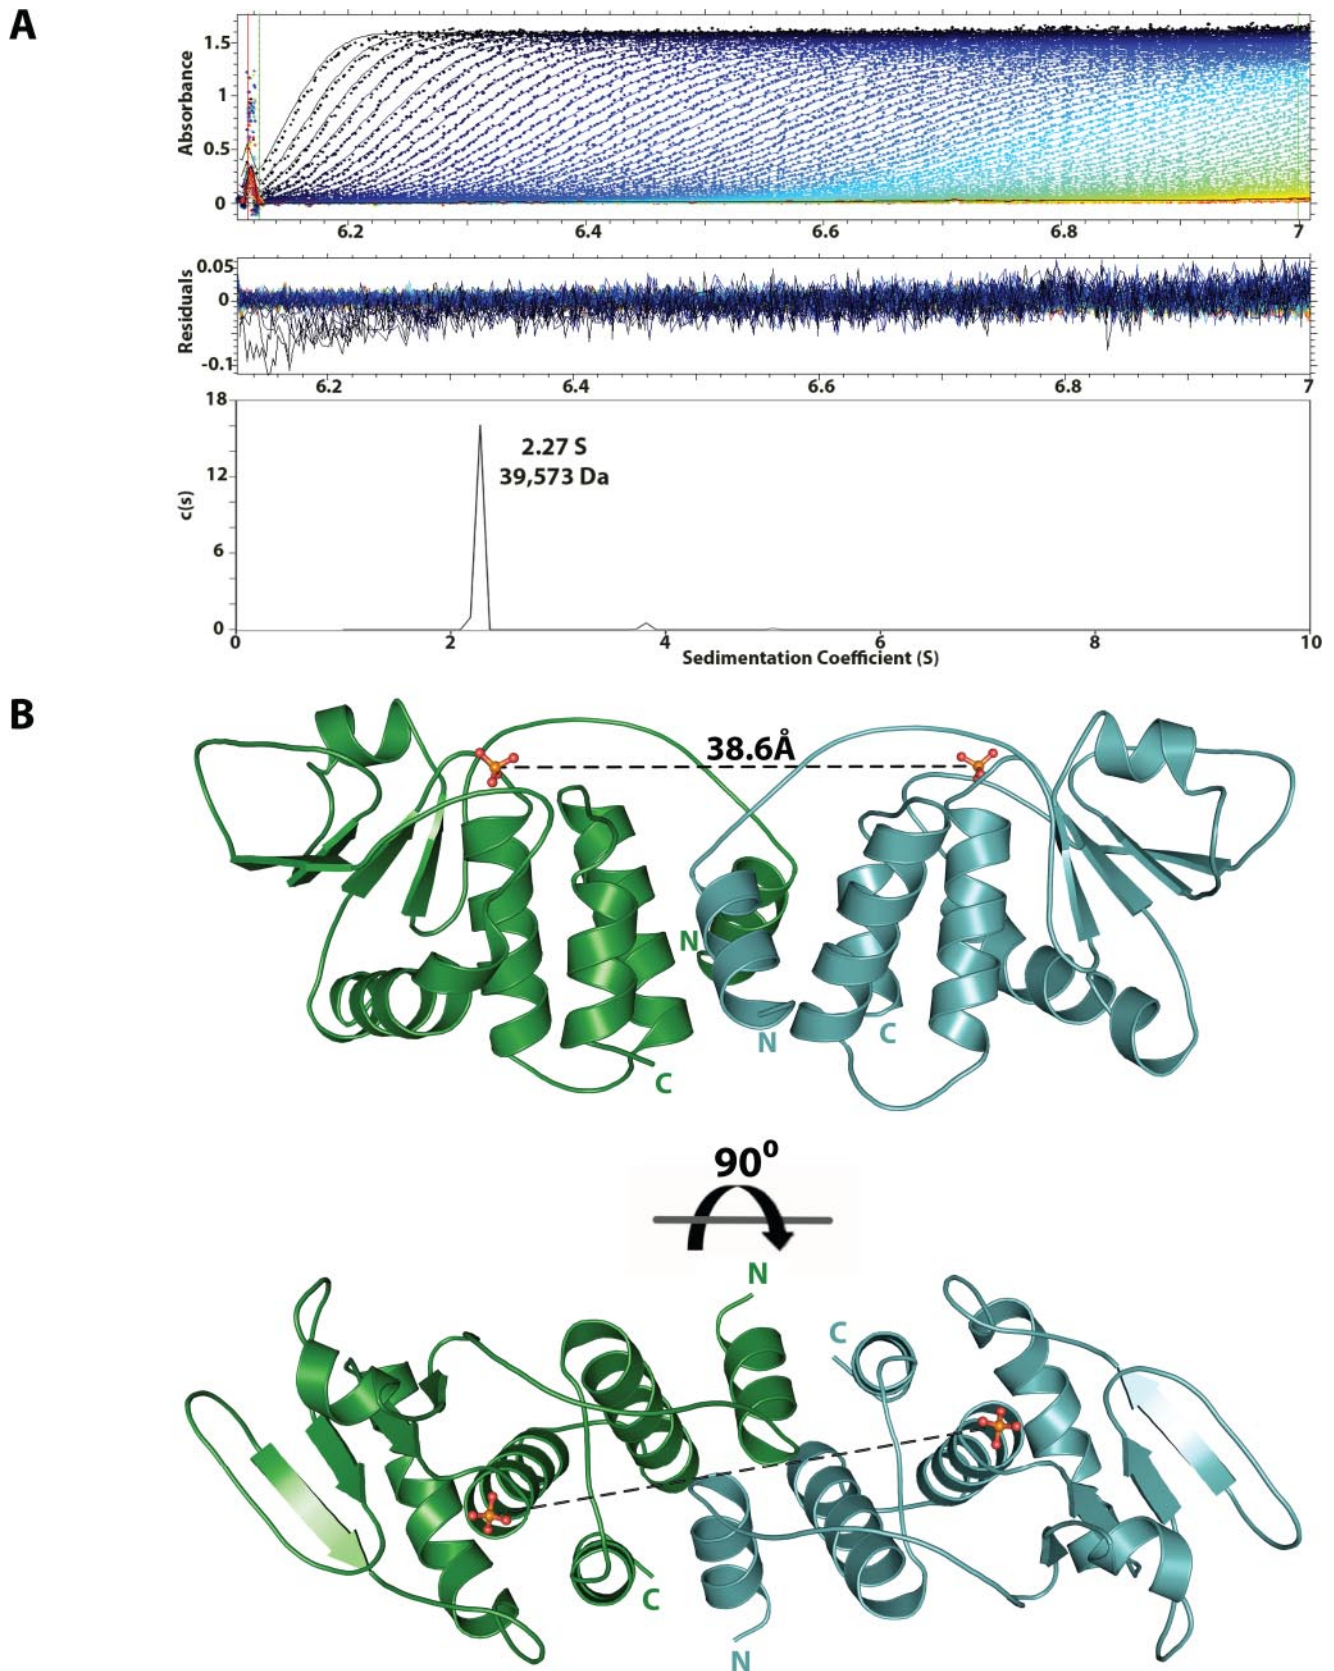 A
Absorbance
1.5
1
0.5
0
6.2 6.4 6.6 6.8 7
Residuals
0.05
0
-0.1
6.2 6.4 6.6 6.8 7
c(s)
18
12
6
0
2.27 S
39,573 Da
0 2 4 6 8 10
Sedimentation Coefficient (S)
B
38.6Å
N
N
C
C
90⁰
N
C
C
N